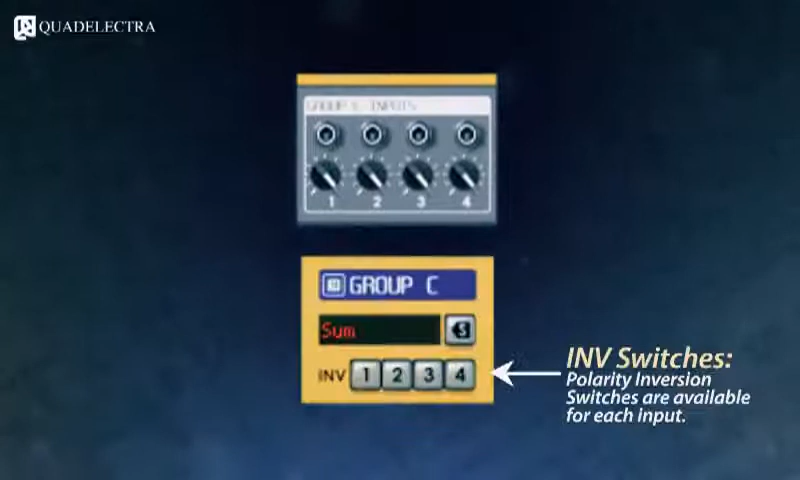 QUADELECTRA
GROUP C INPUTS
1 2 3 4
GROUP C
Sum S
INV 1 2 3 4
INV Switches:
Polarity Inversion
Switches are available
for each input.